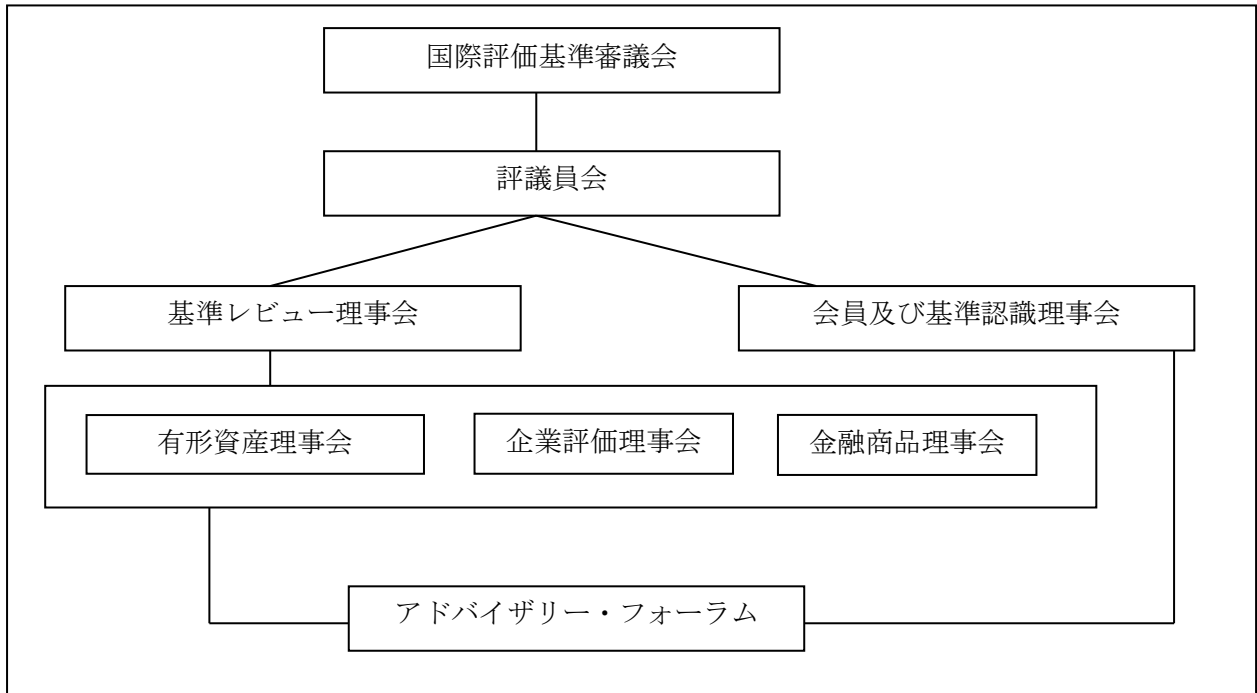 国際評価基準審議会
評議員会
基準レビュー理事会
会員及び基準認識理事会
有形資産理事会
企業評価理事会
金融商品理事会
アドバイザリー・フォーラム